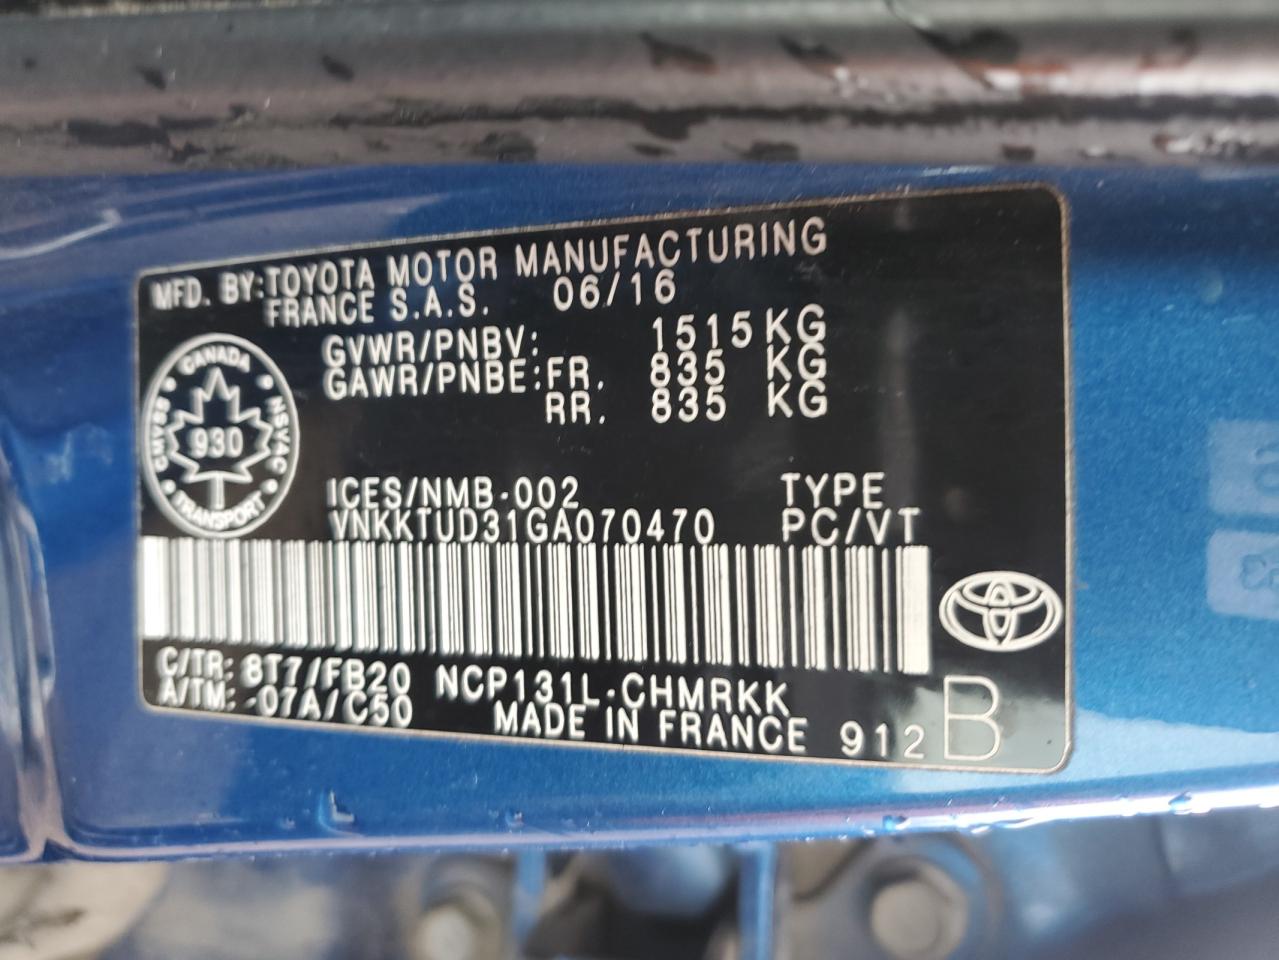 MFD. BY: TOYOTA MOTOR MANUFACTURING
FRANCE S.A.S. 06/16
GVWR/PNBV: 1515 KG
GAWR/PNBE: FR. 835 KG
RR. 835 KG
CANADA
CMVSS 930 NSVAC
TRANSPORT
ICES/NMB-002 TYPE
VNKKTUD31GA070470 PC/VT
C/TR: 8T7/FB20 NCP131L-CHMRKK
A/TM: -07A/C50 MADE IN FRANCE 912 B